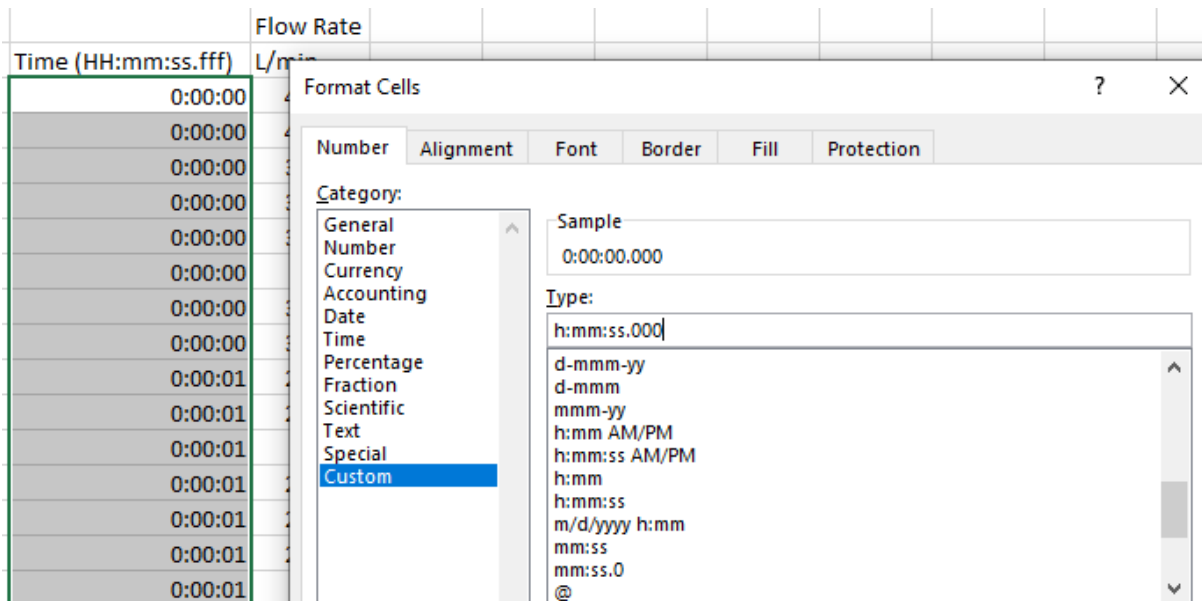 Flow Rate
Time (HH:mm:ss.fff)
0:00:00
0:00:00
0:00:00
0:00:00
0:00:00
0:00:00
0:00:00
0:00:00
0:00:01
0:00:01
0:00:01
0:00:01
0:00:01
0:00:01
0:00:01
Format Cells
?
Number Alignment Font Border Fill Protection
Category:
General
Number
Currency
Accounting
Date
Time
Percentage
Fraction
Scientific
Text
Special
Custom
Sample
0:00:00.000
Type:
h:mm:ss.000
d-mmm-yy
d-mmm
mmm-yy
h:mm AM/PM
h:mm:ss AM/PM
h:mm
h:mm:ss
m/d/yyyy h:mm
mm:ss
mm:ss.0
@